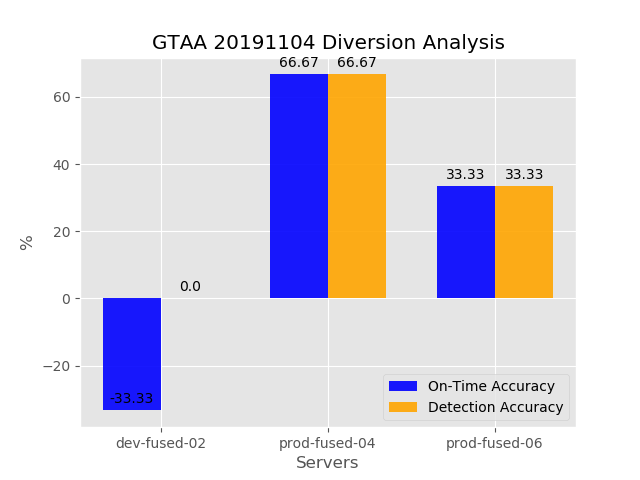 GTAA 20191104 Diversion Analysis
66.67 66.67
60
40
33.33 33.33
20
0.0
0
−20
-33.33
On-Time Accuracy
Detection Accuracy
%
dev-fused-02 prod-fused-04 prod-fused-06
Servers